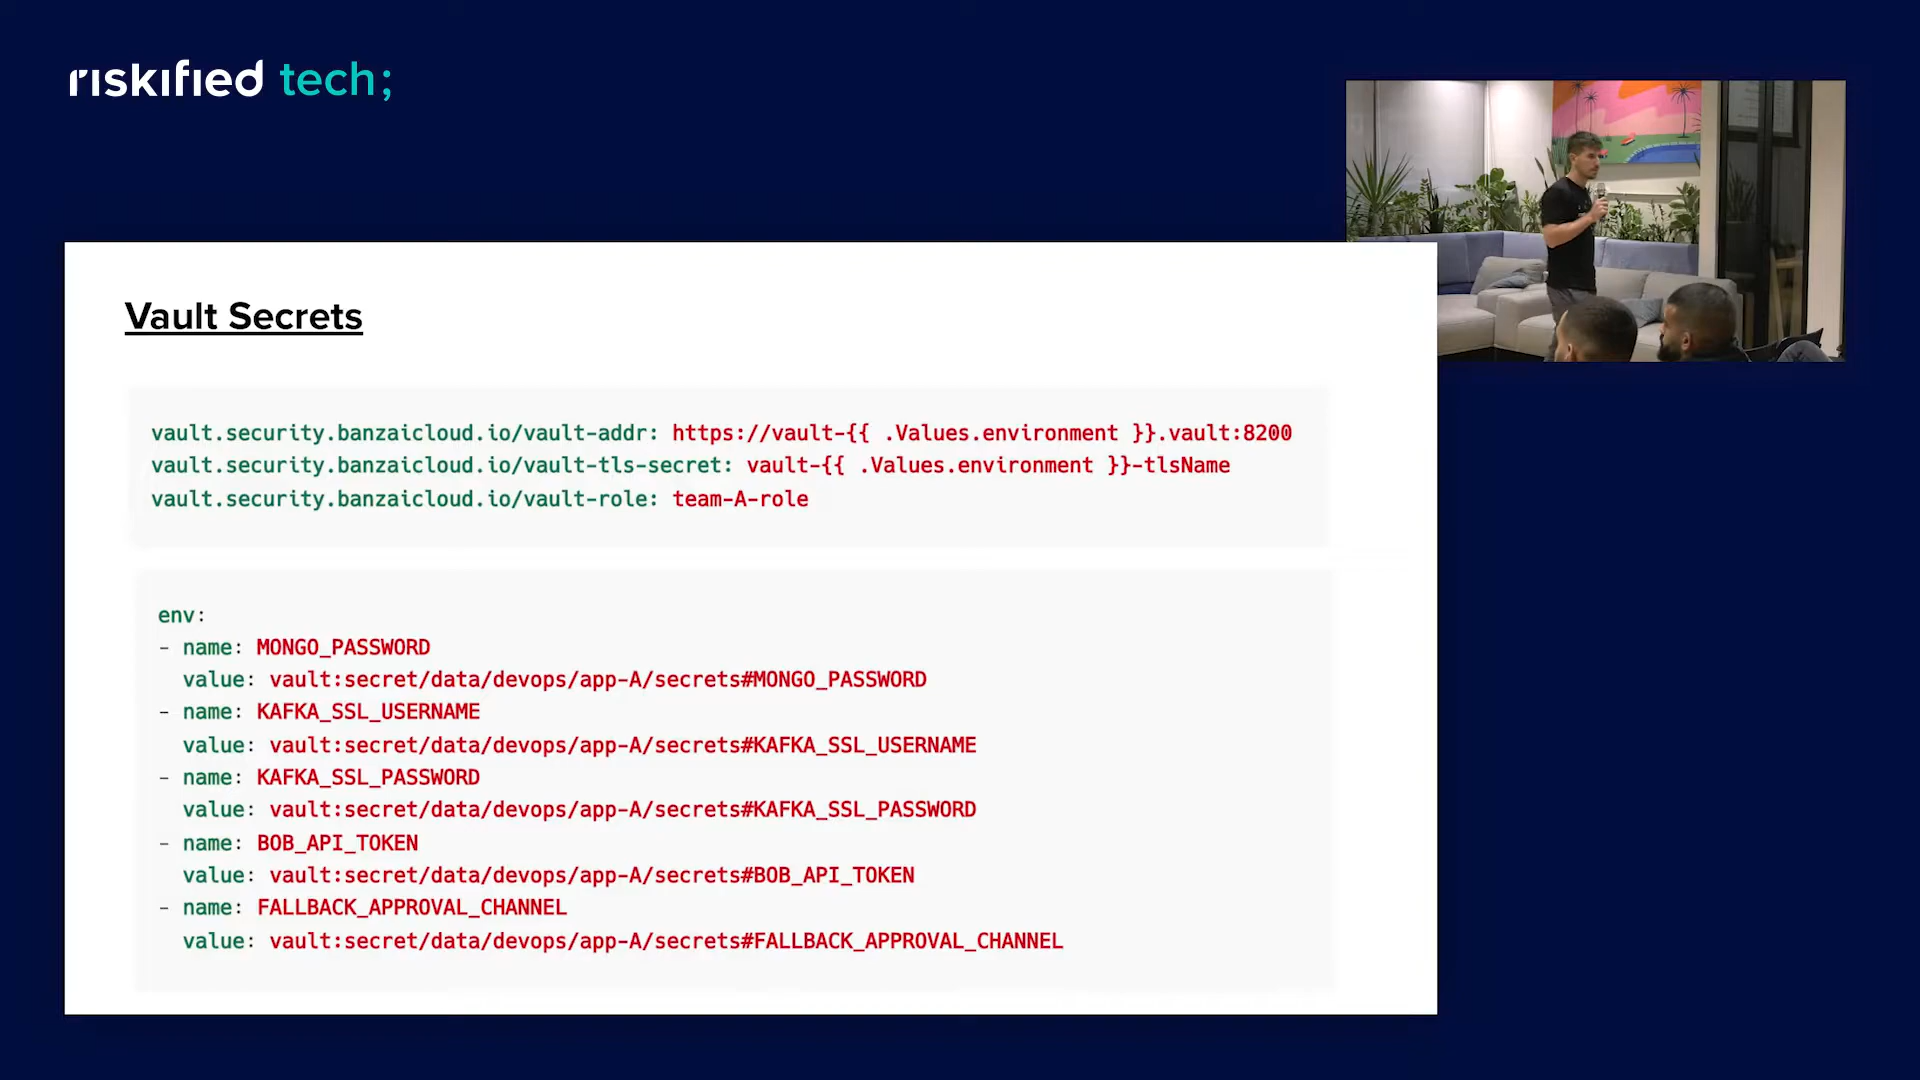 riskified tech;
Vault Secrets
vault.security.banzaicloud.io/vault-addr: https://vault-{{ .Values.environment }}.vault:8200
vault.security.banzaicloud.io/vault-tls-secret: vault-{{ .Values.environment }}-tlsName
vault.security.banzaicloud.io/vault-role: team-A-role
env:
- name: MONGO_PASSWORD
value: vault:secret/data/devops/app-A/secrets#MONGO_PASSWORD
- name: KAFKA_SSL_USERNAME
value: vault:secret/data/devops/app-A/secrets#KAFKA_SSL_USERNAME
- name: KAFKA_SSL_PASSWORD
value: vault:secret/data/devops/app-A/secrets#KAFKA_SSL_PASSWORD
- name: BOB_API_TOKEN
value: vault:secret/data/devops/app-A/secrets#BOB_API_TOKEN
- name: FALLBACK_APPROVAL_CHANNEL
value: vault:secret/data/devops/app-A/secrets#FALLBACK_APPROVAL_CHANNEL